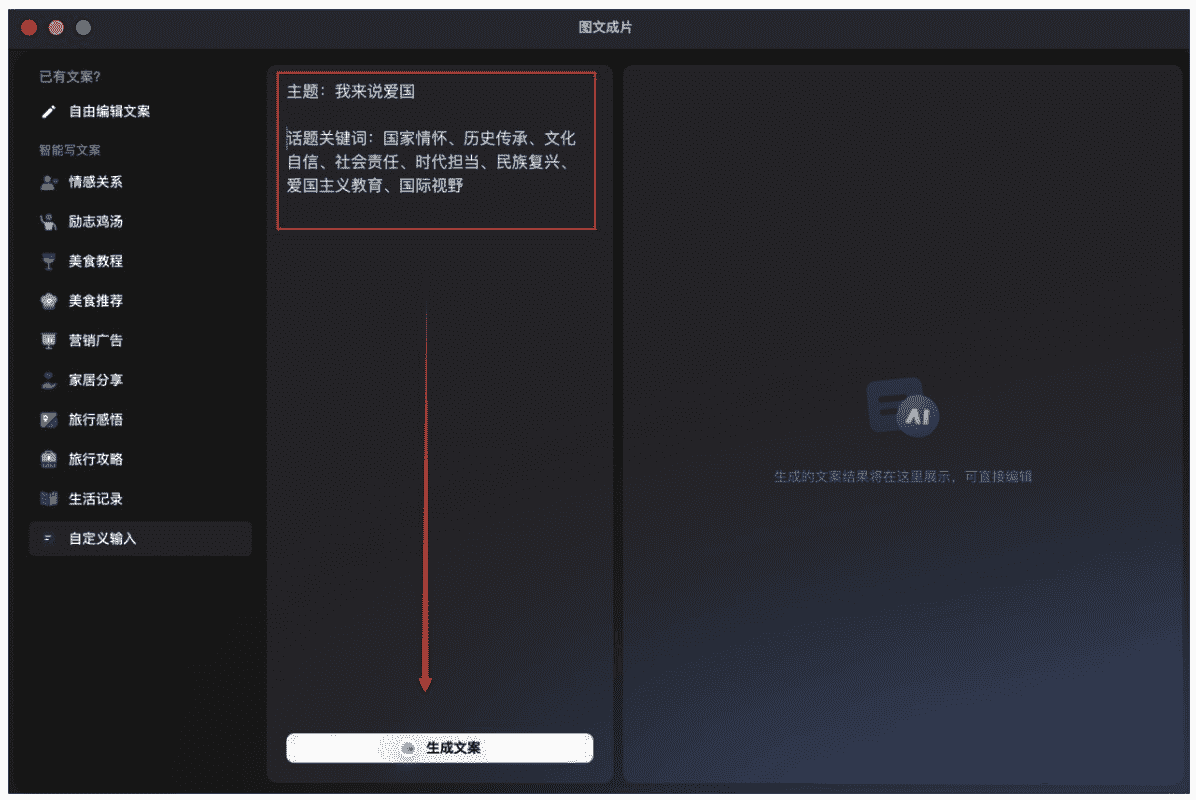 图文成片
已有文案?
自由编辑文案
智能写文案
情感关系
励志鸡汤
美食教程
美食推荐
营销广告
家居分享
旅行感悟
旅行攻略
生活记录
自定义输入
主题：我来说爱国
话题关键词：国家情怀、历史传承、文化
自信、社会责任、时代担当、民族复兴、
爱国主义教育、国际视野
生成文案
AI
生成的文案结果将在这里展示，可直接编辑